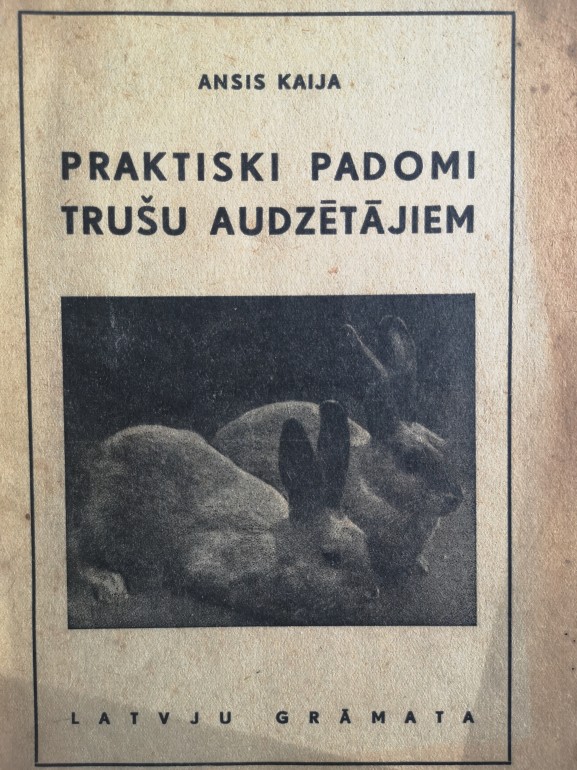 ANSIS KAIJA
PRAKTISKI PADOMI
TRUŠU AUDZĒTĀJIEM
LATVJU GRĀMATA